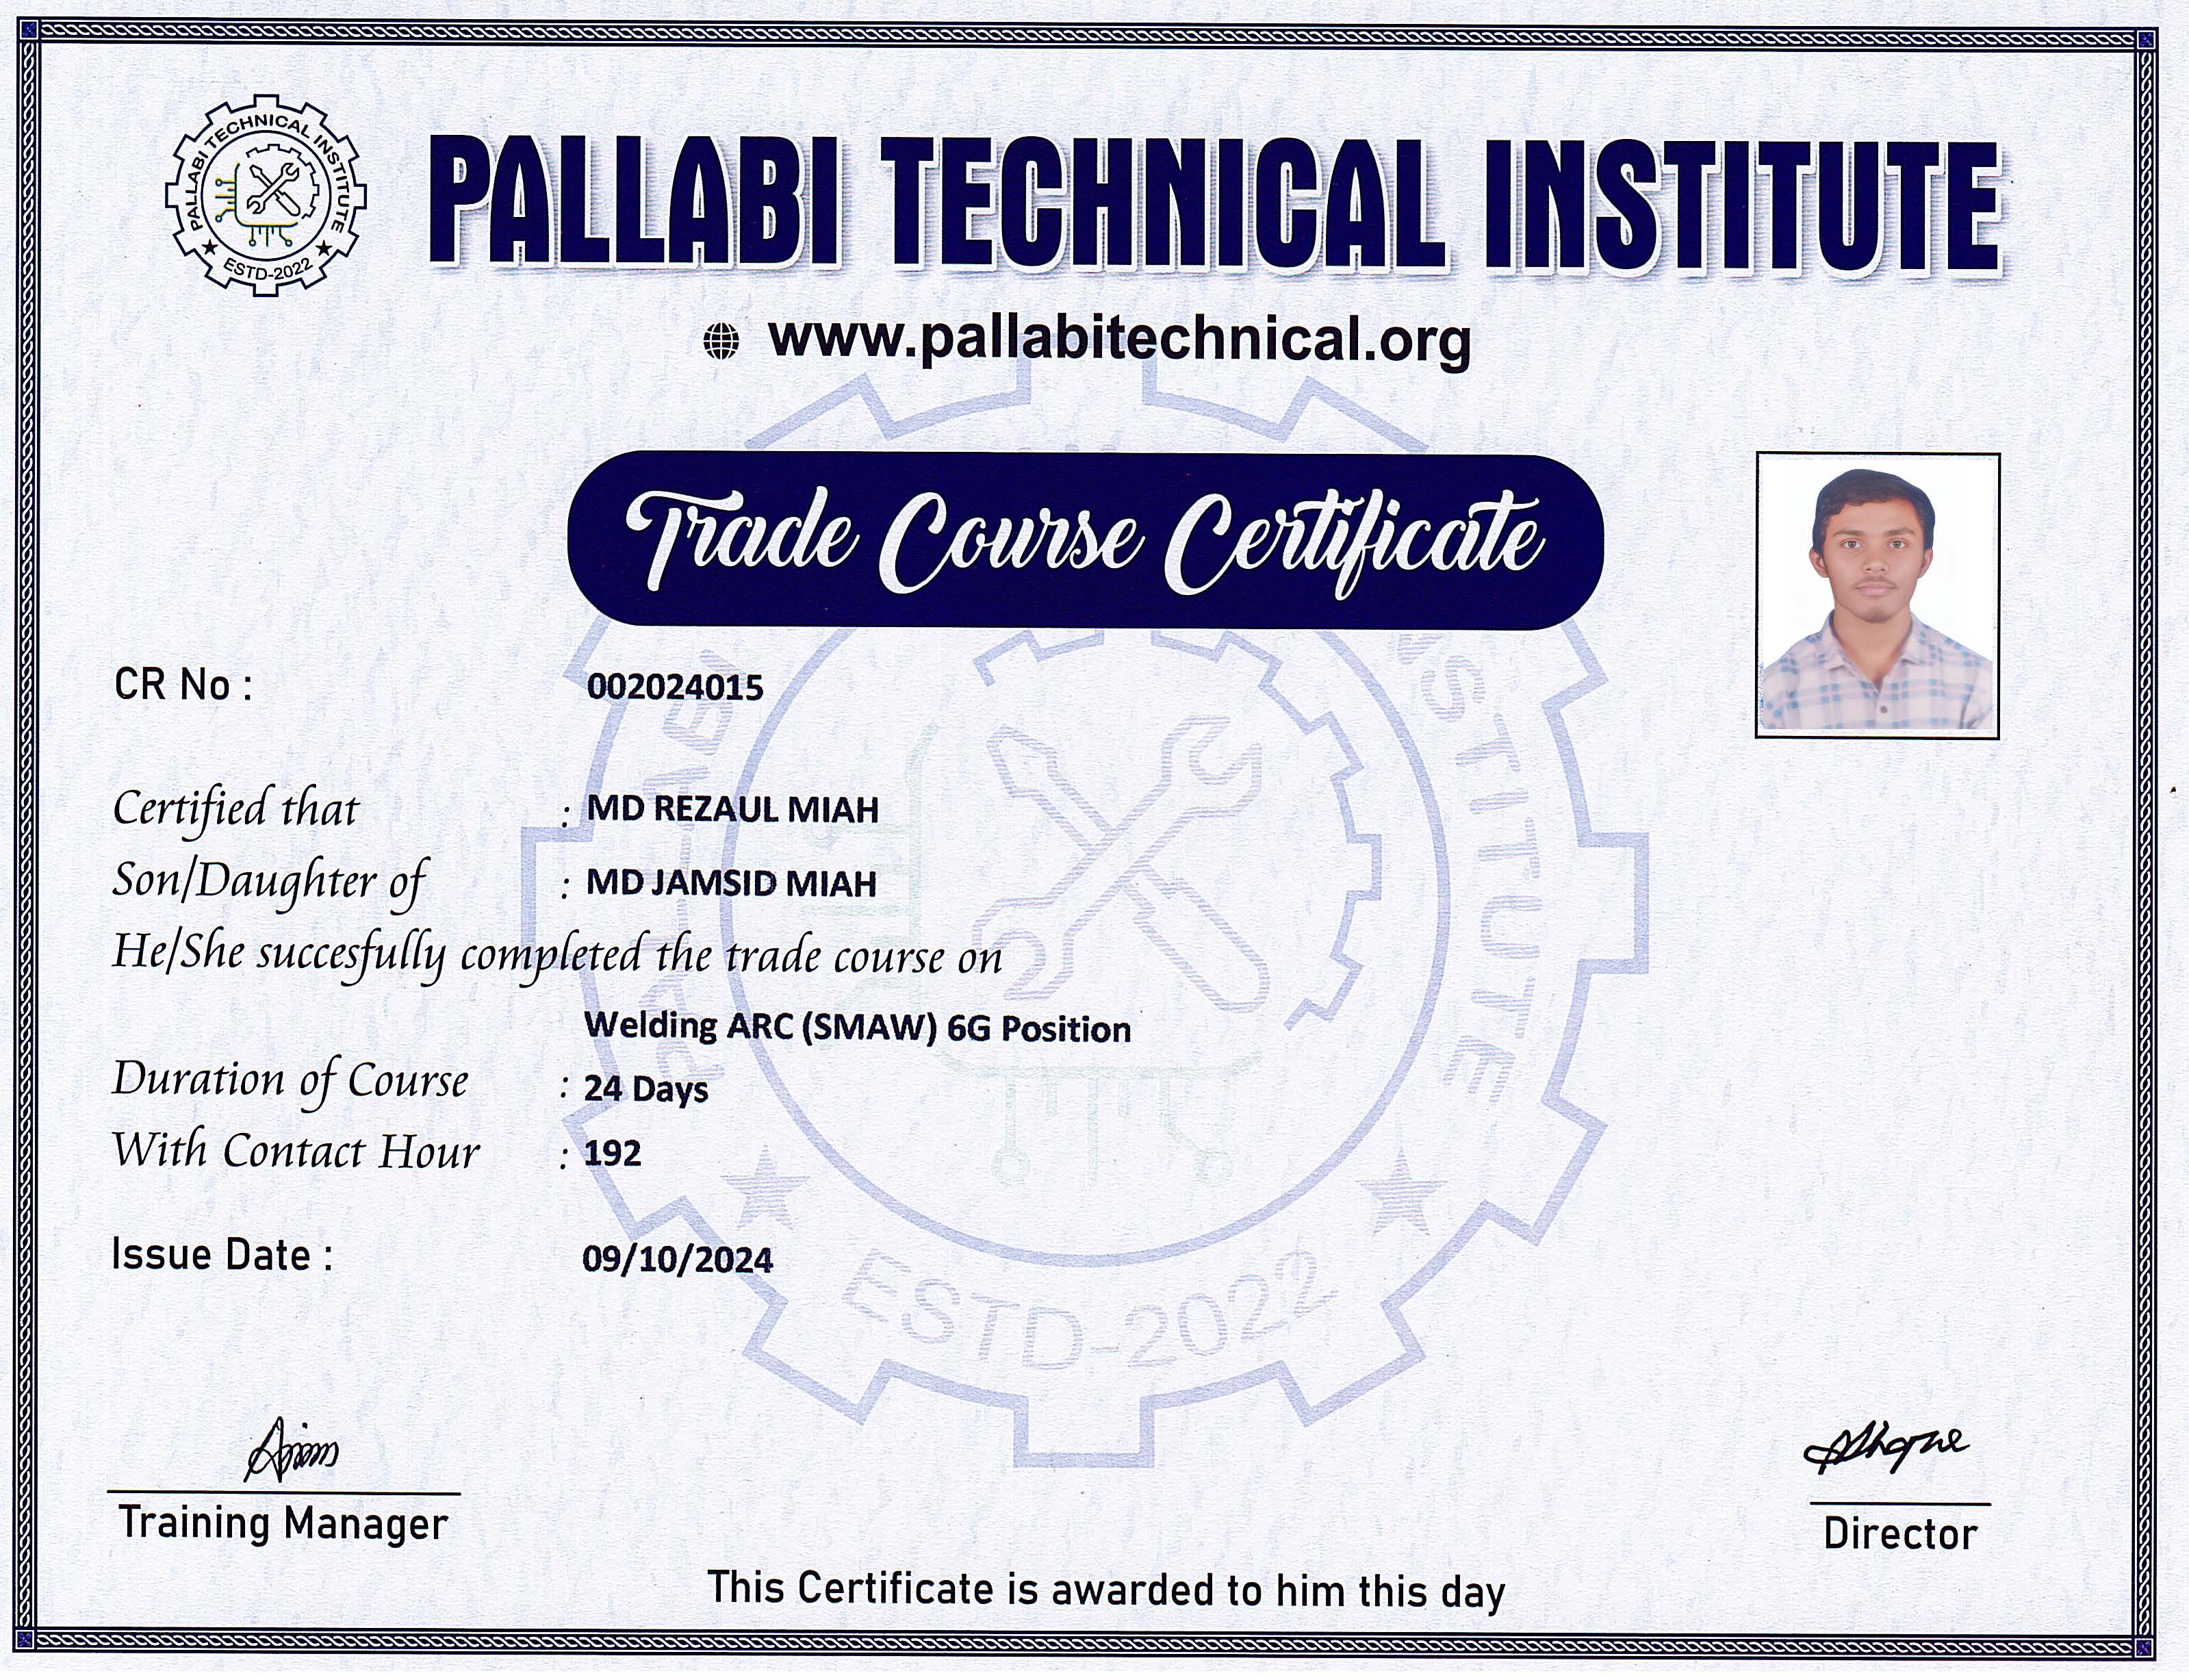 PALLABI TECHNICAL INSTITUTE
ESTD-2022
PALLABI TECHNICAL INSTITUTE
www.pallabitechnical.org
Trade Course Certificate
CR No : 002024015
Certified that : MD REZAUL MIAH
Son/Daughter of : MD JAMSID MIAH
He/She succesfully completed the trade course on
Welding ARC (SMAW) 6G Position
Duration of Course : 24 Days
With Contact Hour : 192
Issue Date : 09/10/2024
ESTD-2022
Training Manager
Director
This Certificate is awarded to him this day